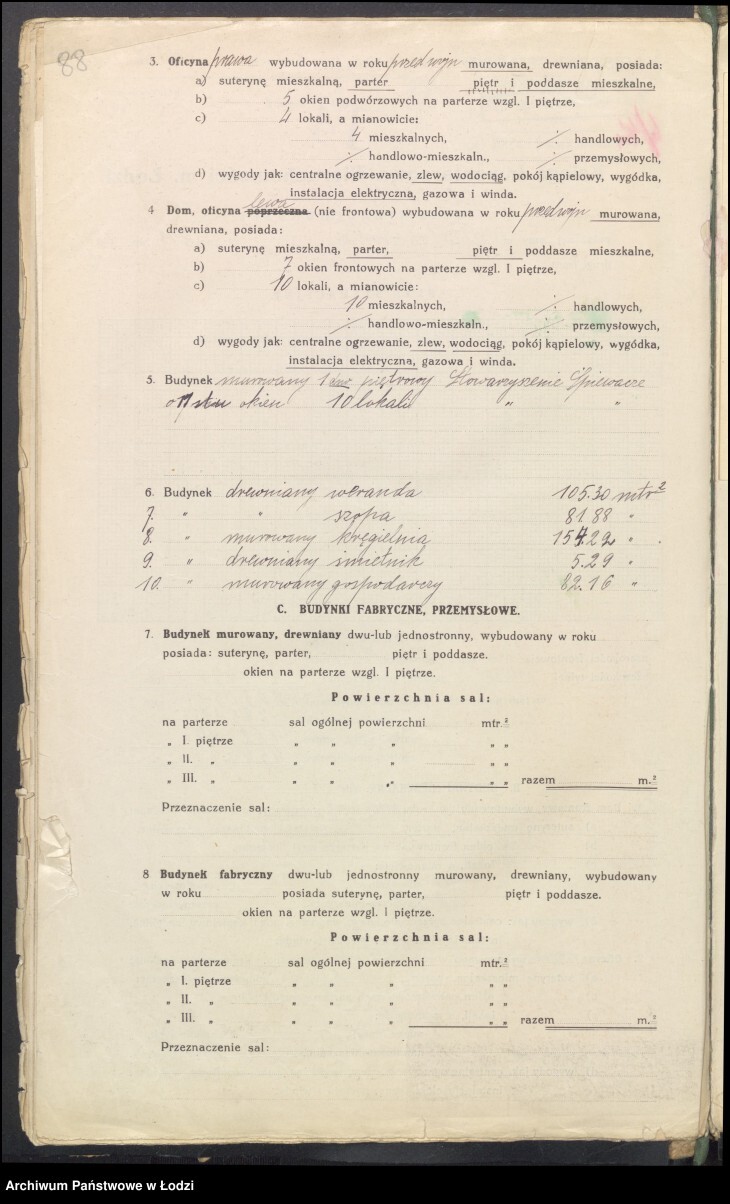 88
3. Oficyna prawa wybudowana w roku przed wojn murowana, drewniana, posiada:
a) suterynę mieszkalną, parter piętr i poddasze mieszkalne,
b) 5 okien podwórzowych na parterze wzgl. I piętrze,
c) 4 lokali, a mianowicie:
4 mieszkalnych, ·/· handlowych,
·/· handlowo-mieszkaln., ·/· przemysłowych,
d) wygody jak: centralne ogrzewanie, zlew, wodociąg, pokój kąpielowy, wygódka,
instalacja elektryczna, gazowa i winda.
lewa
4 Dom, oficyna poprzeczna (nie frontowa) wybudowana w roku przed wojn murowana,
drewniana, posiada:
a) suterynę mieszkalną, parter, piętr i poddasze mieszkalne,
b) 7 okien frontowych na parterze wzgl. I piętrze,
c) 10 lokali, a mianowicie:
10 mieszkalnych, ·/· handlowych,
·/· handlowo-mieszkaln., ·/· przemysłowych,
d) wygody jak: centralne ogrzewanie, zlew, wodociąg, pokój kąpielowy, wygódka,
instalacja elektryczna, gazowa i winda.
5. Budynek murowany 1 piętrowy Stowarzyszenie Śpiewacze
o 11stu okien 10 lokali " "
6. Budynek drewniany weranda 105.30 mtr²
7. " " szopa 81.88 "
8. " murowany kręgielnia 154.22 "
9. " drewniany śmietnik 5.29 "
10. " murowany gospodarczy 82.16 "
C. BUDYNKI FABRYCZNE, PRZEMYSŁOWE.
7. Budynek murowany, drewniany dwu-lub jednostronny, wybudowany w roku
posiada: suterynę, parter, piętr i poddasze.
okien na parterze wzgl. I piętrze.
Powierzchnia sal:
na parterze sal ogólnej powierzchni mtr.²
„ I. piętrze „ „ „ „ „
„ II. „ „ „ „ „ „
„ III. „ „ „ „ „ „ razem m.²
Przeznaczenie sal:
8 Budynek fabryczny dwu-lub jednostronny murowany, drewniany, wybudowany
w roku posiada suterynę, parter, piętr i poddasze.
okien na parterze wzgl. I piętrze.
Powierzchnia sal:
na parterze sal ogólnej powierzchni mtr.²
„ I. piętrze „ „ „ „ „
„ II. „ „ „ „ „ „
„ III. „ „ „ „ „ „ razem m.²
Przeznaczenie sal:
Archiwum Państwowe w Łodzi